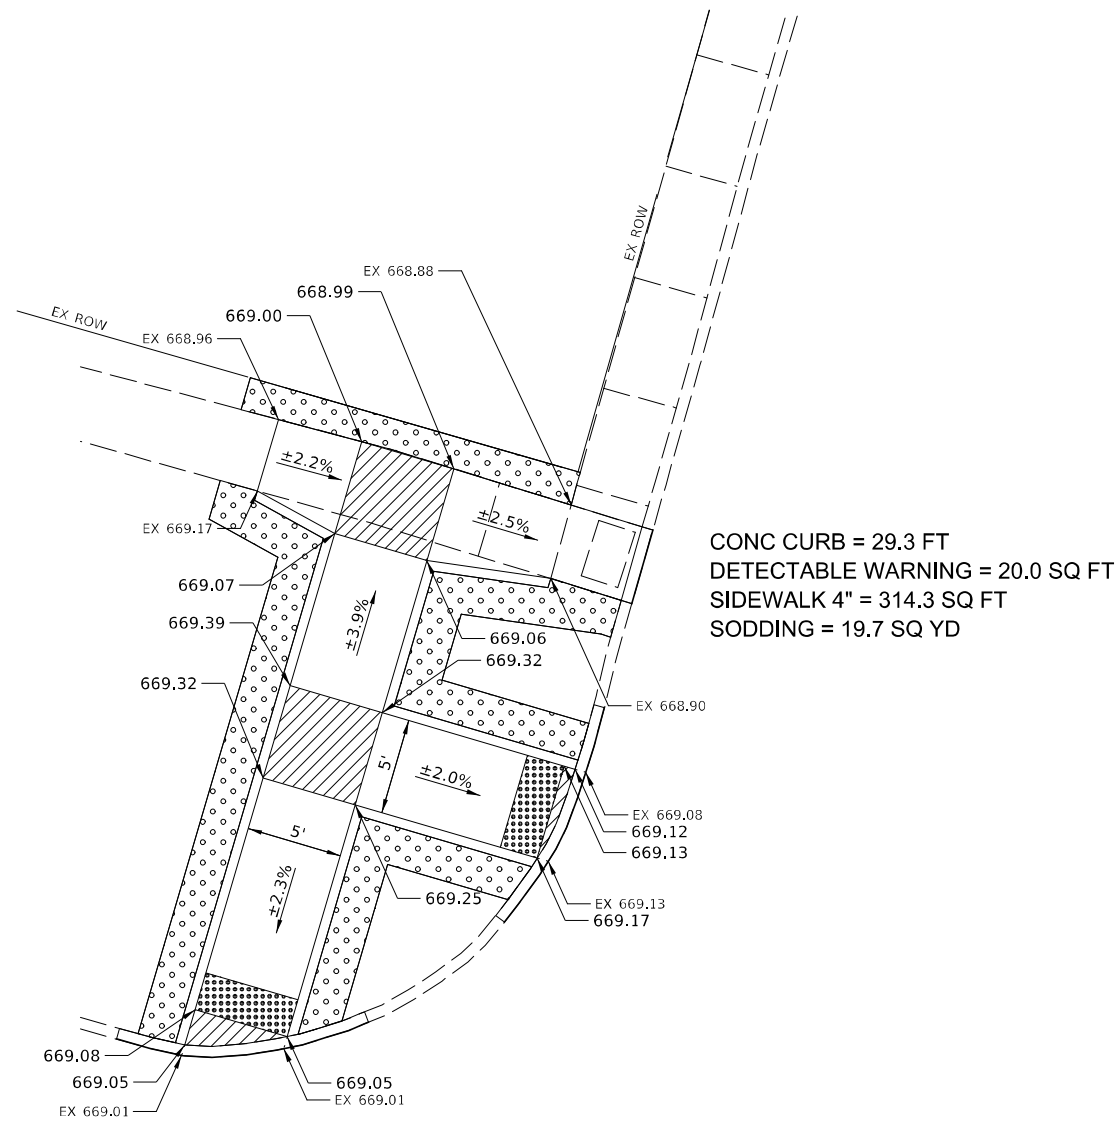 EX ROW
EX 668.88
668.99
669.00
EX ROW
EX 668.96
±2.2%
±2.5%
EX 669.17
CONC CURB = 29.3 FT
DETECTABLE WARNING = 20.0 SQ FT
SIDEWALK 4" = 314.3 SQ FT
SODDING = 19.7 SQ YD
669.07
±3.9%
669.39
669.06
669.32
669.32
EX 668.90
5'
±2.0%
EX 669.08
669.12
5'
669.13
±2.3%
669.25
EX 669.13
669.17
669.08
669.05
669.05
EX 669.01
EX 669.01